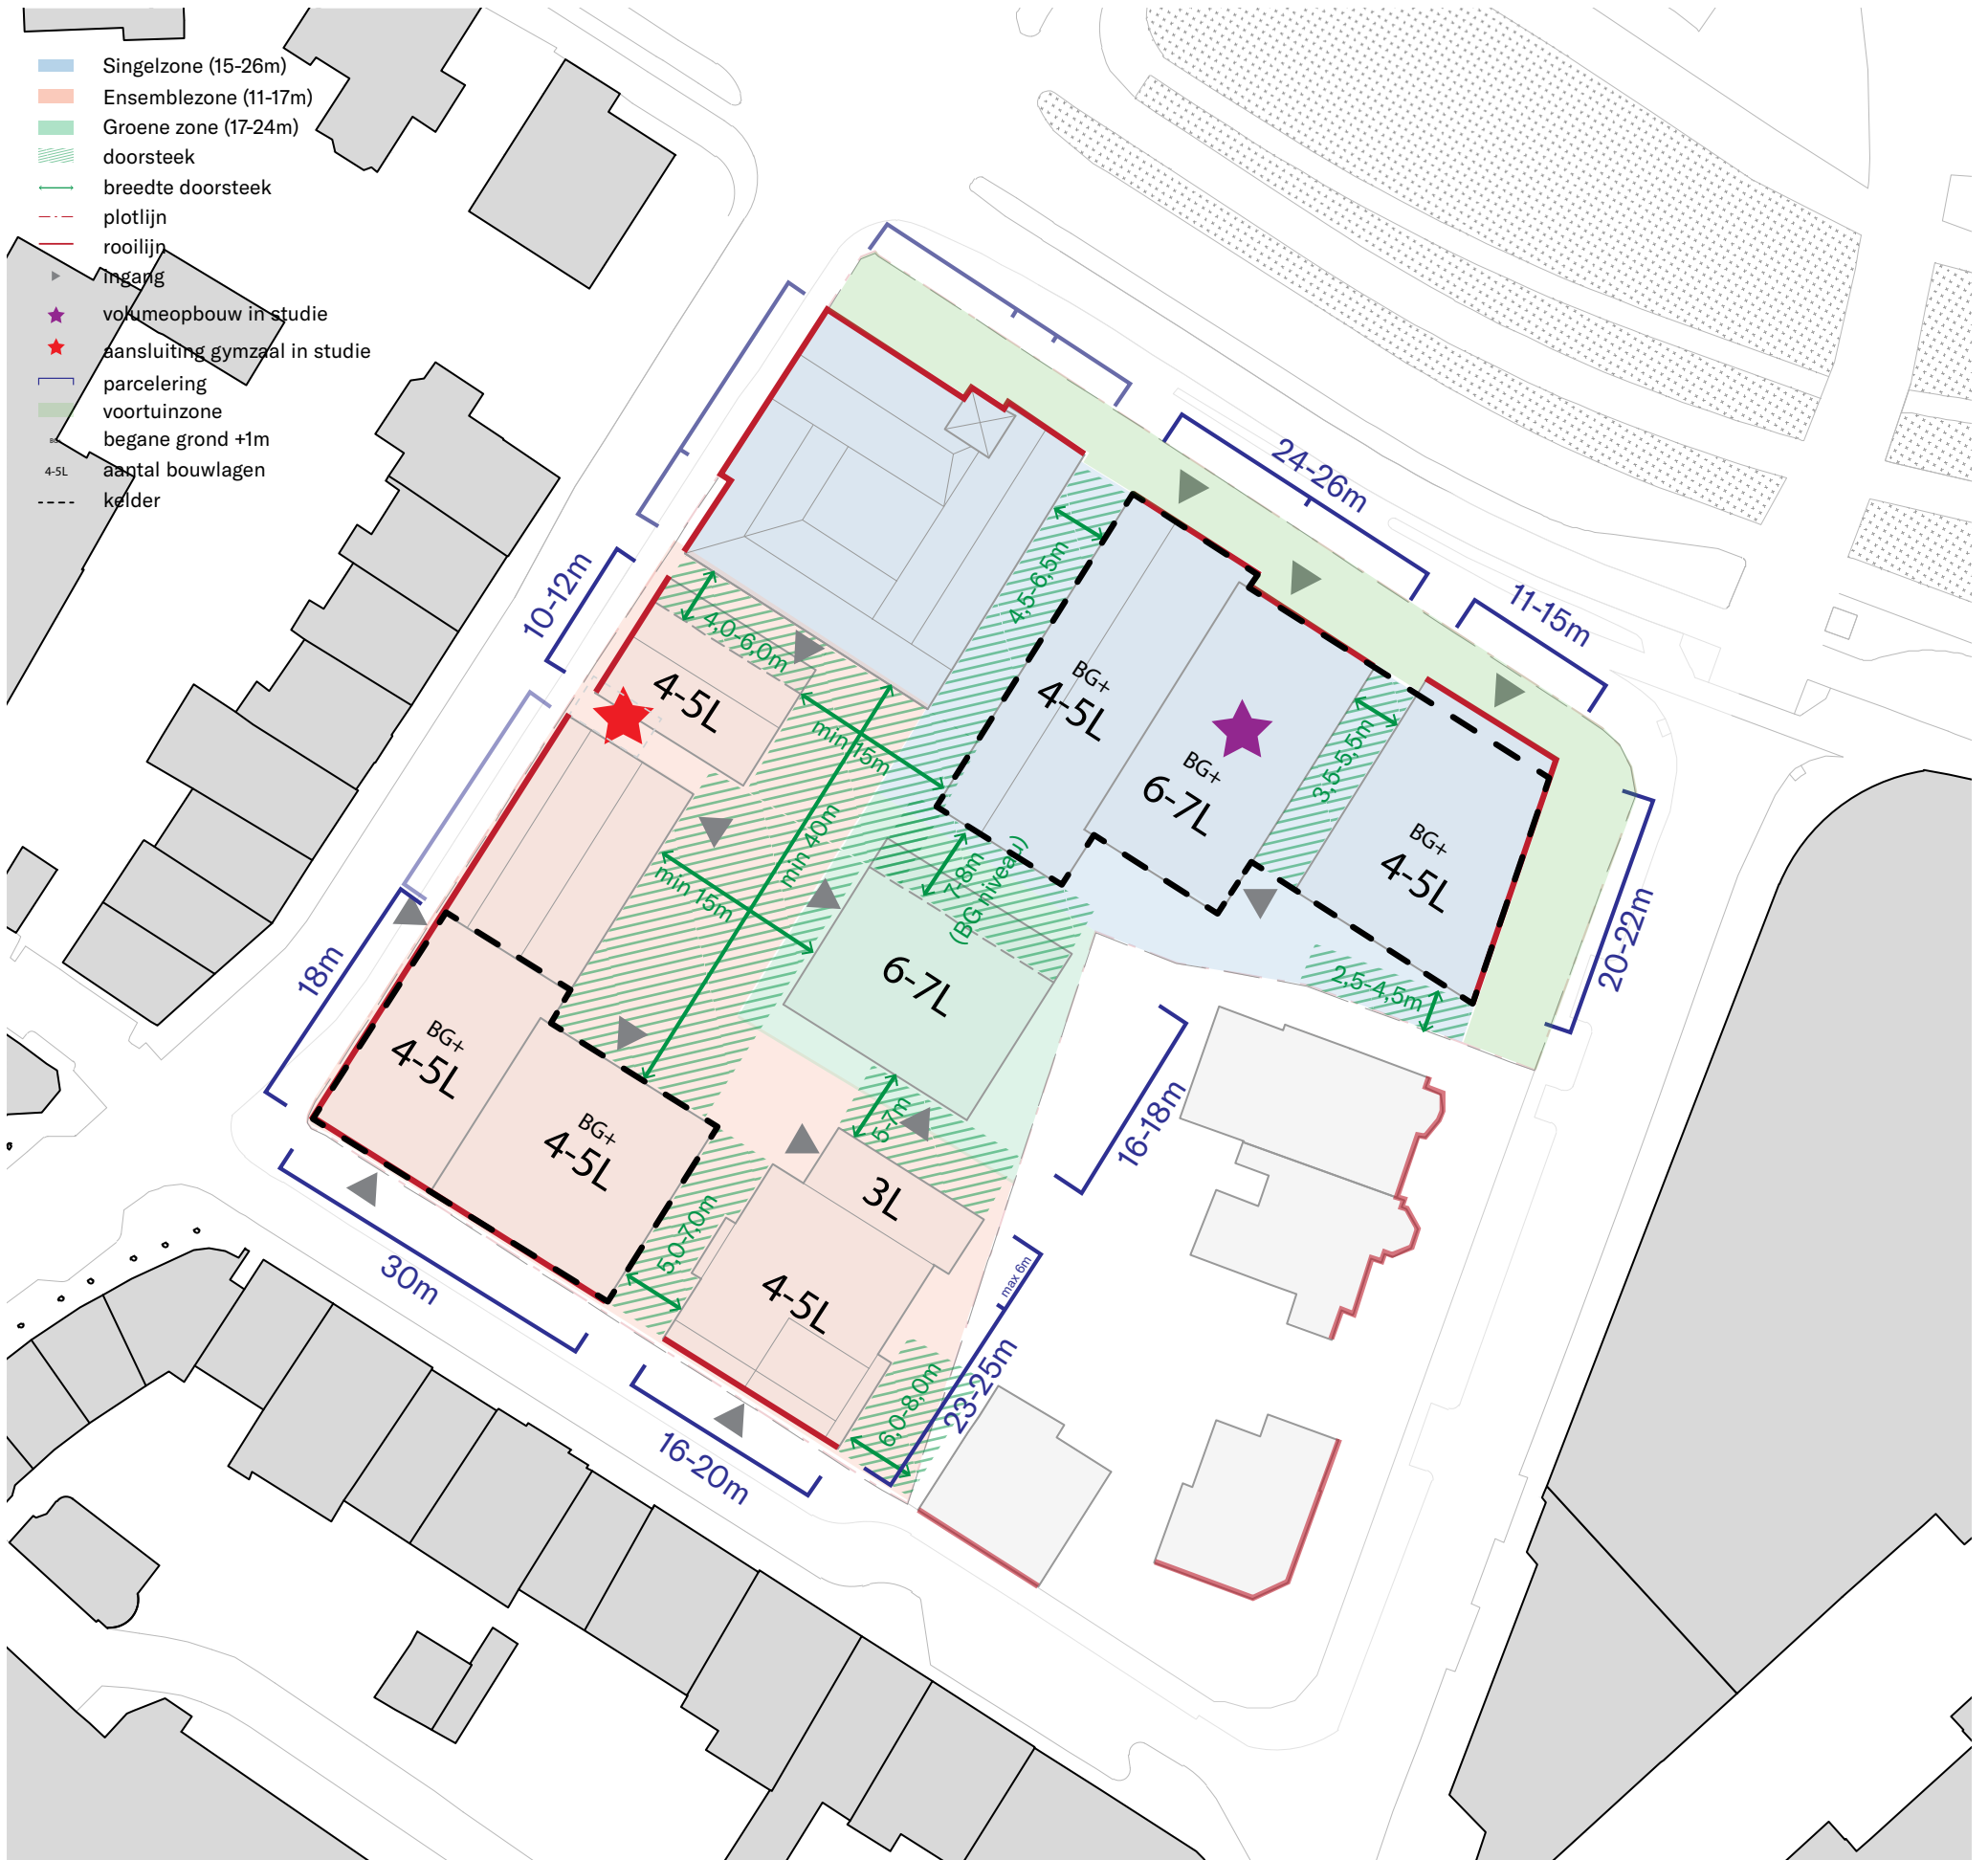 Singelzone (15-26m)
Ensemblezone (11-17m)
Groene zone (17-24m)
doorsteek
breedte doorsteek
plotlijn
rooilijn
ingang
volumeopbouw in studie
aansluiting gymzaal in studie
parcelering
voortuinzone
begane grond +1m
4-5L aantal bouwlagen
kelder
24-26m
11-15m
10-12m
4,5-6,5m
4,0-6,0m
4-5L
BG+
4-5L
BG+
6-7L
3,5-5,5m
BG+
4-5L
min 15m
min 40m
7-8m
(BG niveau)
min 15m
20-22m
18m
2,5-4,5m
6-7L
BG+
4-5L
BG+
4-5L
5-7m
16-18m
3L
5,0-7,0m
4-5L
max 6m
30m
23-25m
6,0-8,0m
16-20m